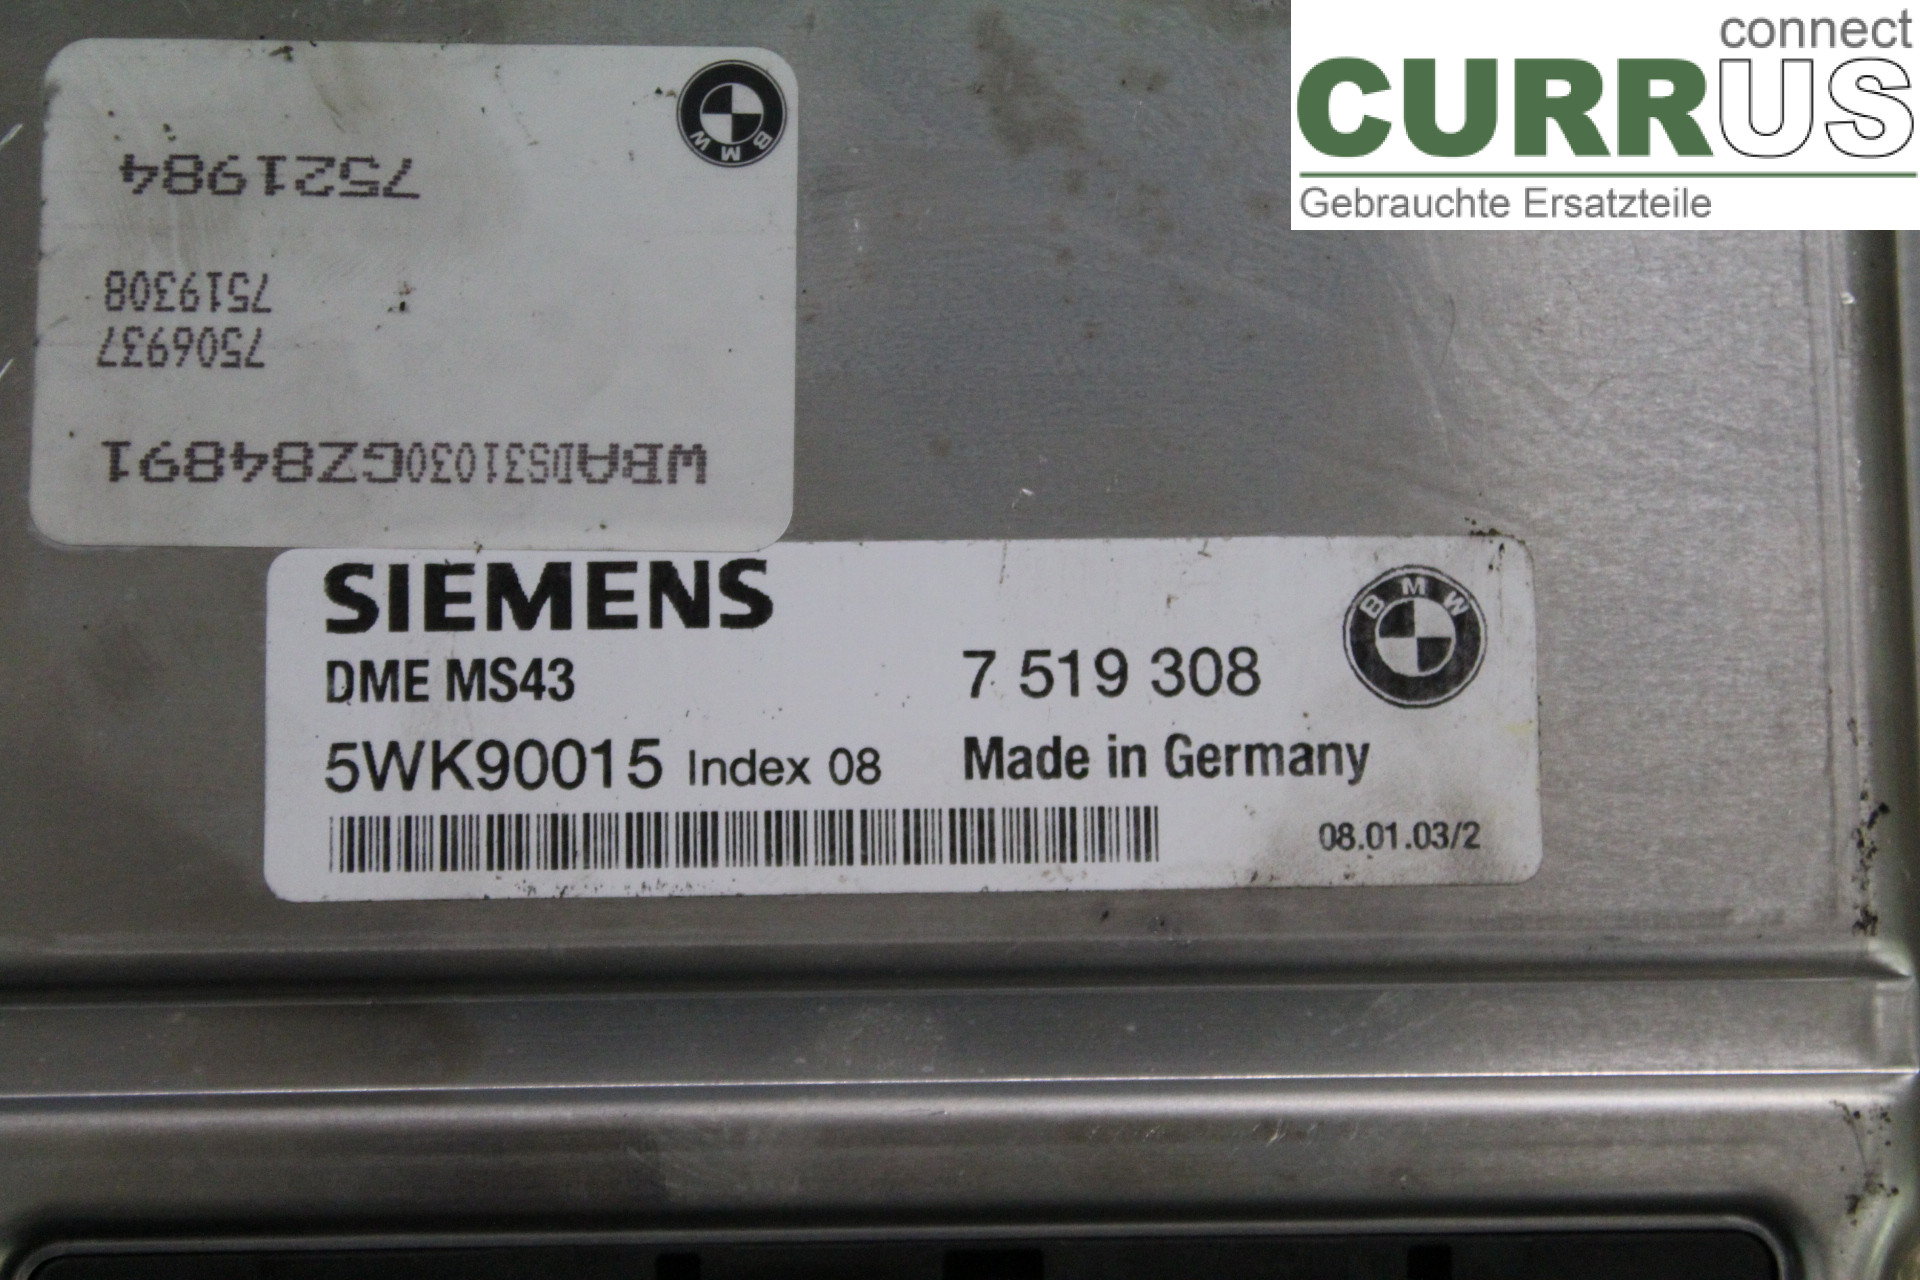 connect
CURRUS
Gebrauchte Ersatzteile
BMW
7521984
7519308
7506937
WBADS31030GZ84891
SIEMENS
BMW
DME MS43
7 519 308
5WK90015 Index 08
Made in Germany
08.01.03/2